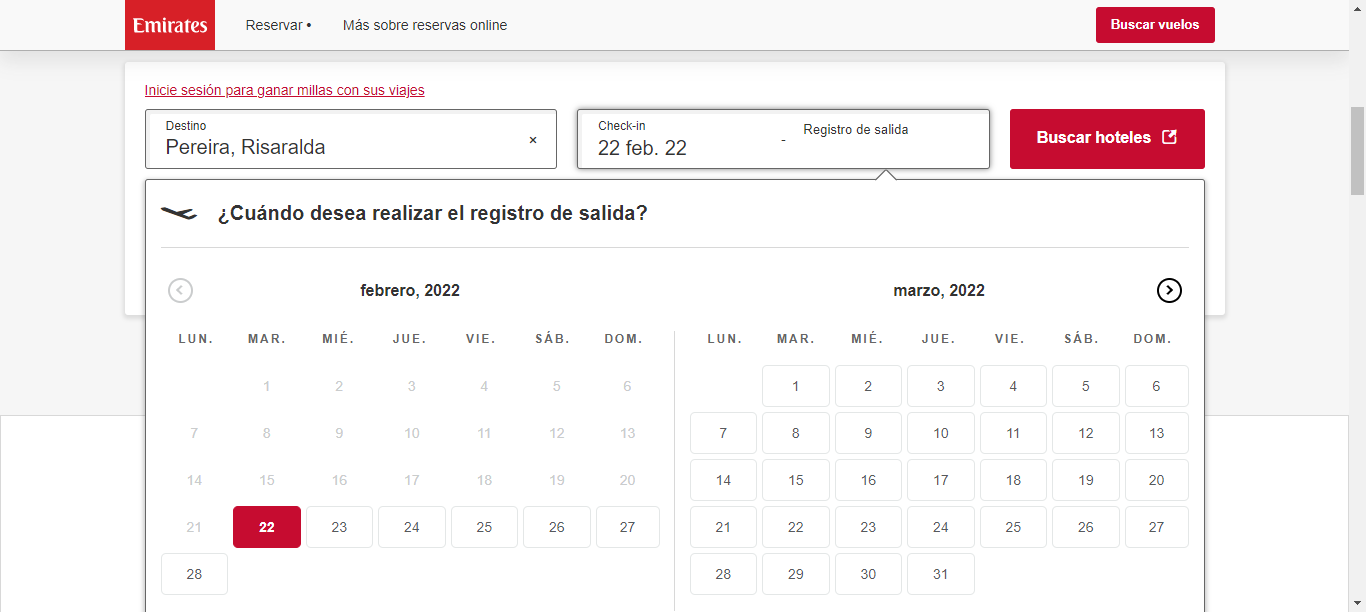 Emirates Reservar • Más sobre reservas online Buscar vuelos
Inicie sesión para ganar millas con sus viajes
Destino
Pereira, Risaralda ×
Check-in
22 feb. 22
-
Registro de salida
Buscar hoteles
¿Cuándo desea realizar el registro de salida?
febrero, 2022
LUN. MAR. MIÉ. JUE. VIE. SÁB. DOM.
1 2 3 4 5 6
7 8 9 10 11 12 13
14 15 16 17 18 19 20
21 22 23 24 25 26 27
28
marzo, 2022
LUN. MAR. MIÉ. JUE. VIE. SÁB. DOM.
1 2 3 4 5 6
7 8 9 10 11 12 13
14 15 16 17 18 19 20
21 22 23 24 25 26 27
28 29 30 31